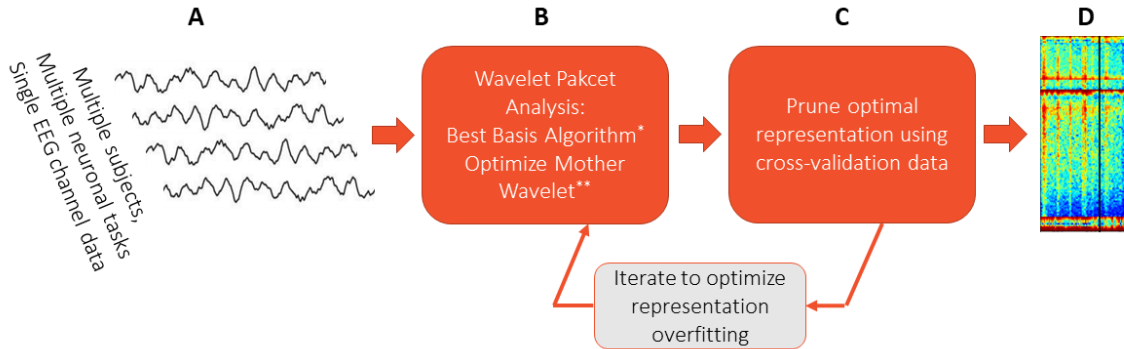 A
B
C
D
Multiple subjects,
Multiple neuronal tasks
Single EEG channel data
Wavelet Pakcet
Analysis:
Best Basis Algorithm*
Optimize Mother
Wavelet**
Prune optimal
representation using
cross-validation data
Iterate to optimize
representation
overfitting